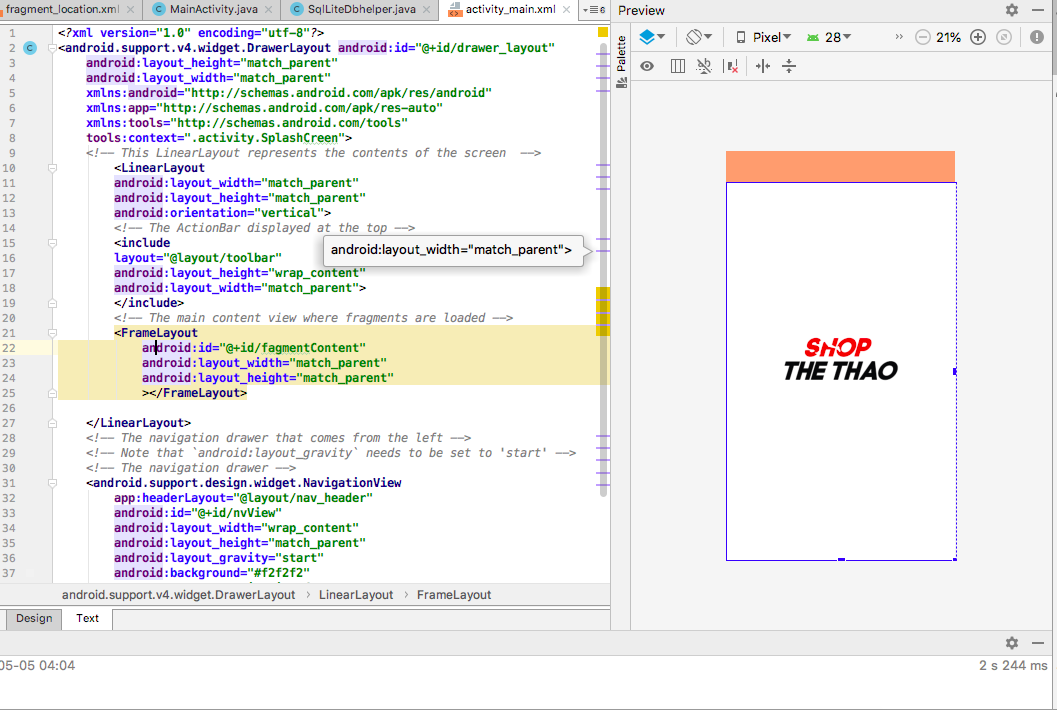 fragment_location.xml
MainActivity.java
SqlLiteDbhelper.java
activity_main.xml
6
Preview
1 <?xml version="1.0" encoding="utf-8"?>
2 <android.support.v4.widget.DrawerLayout android:id="@+id/drawer_layout"
3 android:layout_height="match_parent"
4 android:layout_width="match_parent"
5 xmlns:android="http://schemas.android.com/apk/res/android"
6 xmlns:app="http://schemas.android.com/apk/res-auto"
7 xmlns:tools="http://schemas.android.com/tools"
8 tools:context=".activity.SplashCreen">
9 <!-- This LinearLayout represents the contents of the screen -->
10 <LinearLayout
11 android:layout_width="match_parent"
12 android:layout_height="match_parent"
13 android:orientation="vertical">
14 <!-- The ActionBar displayed at the top -->
15 <include
16 layout="@layout/toolbar"
17 android:layout_height="wrap_content"
18 android:layout_width="match_parent">
19 </include>
20 <!-- The main content view where fragments are loaded -->
21 <FrameLayout
22 android:id="@+id/fagmentContent"
23 android:layout_width="match_parent"
24 android:layout_height="match_parent"
25 ></FrameLayout>
26
27 </LinearLayout>
28 <!-- The navigation drawer that comes from the left -->
29 <!-- Note that `android:layout_gravity` needs to be set to 'start' -->
30 <!-- The navigation drawer -->
31 <android.support.design.widget.NavigationView
32 app:headerLayout="@layout/nav_header"
33 android:id="@+id/nvView"
34 android:layout_width="wrap_content"
35 android:layout_height="match_parent"
36 android:layout_gravity="start"
37 android:background="#f2f2f2"
android:layout_width="match_parent">
android.support.v4.widget.DrawerLayout › LinearLayout › FrameLayout
Design Text
Palette
Pixel 28 » 21%
SHOP
THE THAO
05-05 04:04
2 s 244 ms